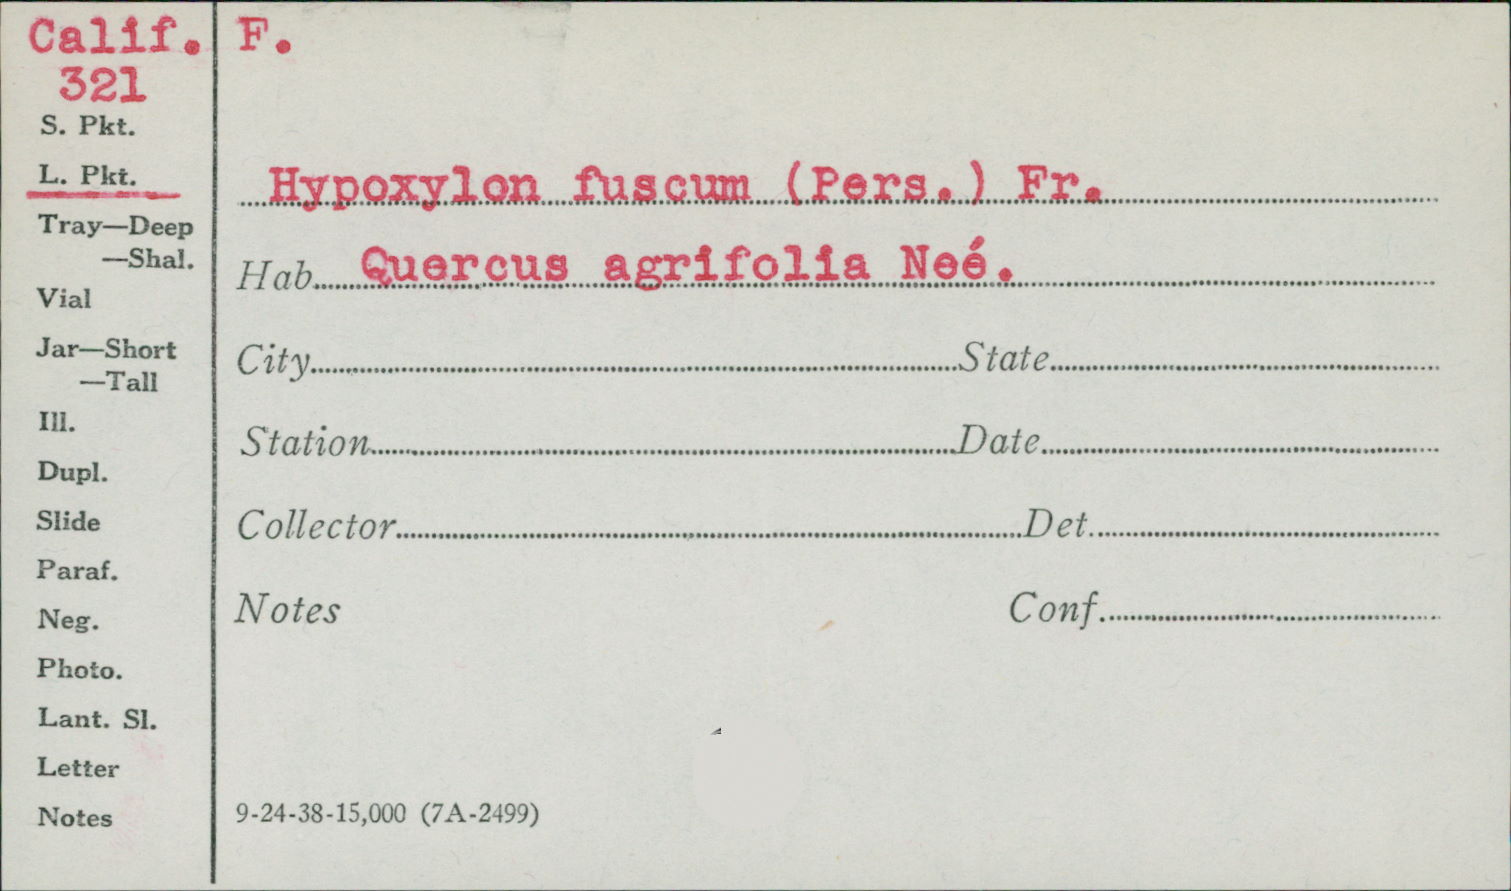 Calif.
321
S. Pkt.
L. Pkt.
Tray—Deep
—Shal.
Vial
Jar—Short
—Tall
Ill.
Dupl.
Slide
Paraf.
Neg.
Photo.
Lant. Sl.
Letter
Notes
F.
Hypoxylon fuscum (Pers.) Fr.
Hab. Quercus agrifolia Neé.
City State
Station Date
Collector Det.
Notes Conf.
9-24-38-15,000 (7A-2499)